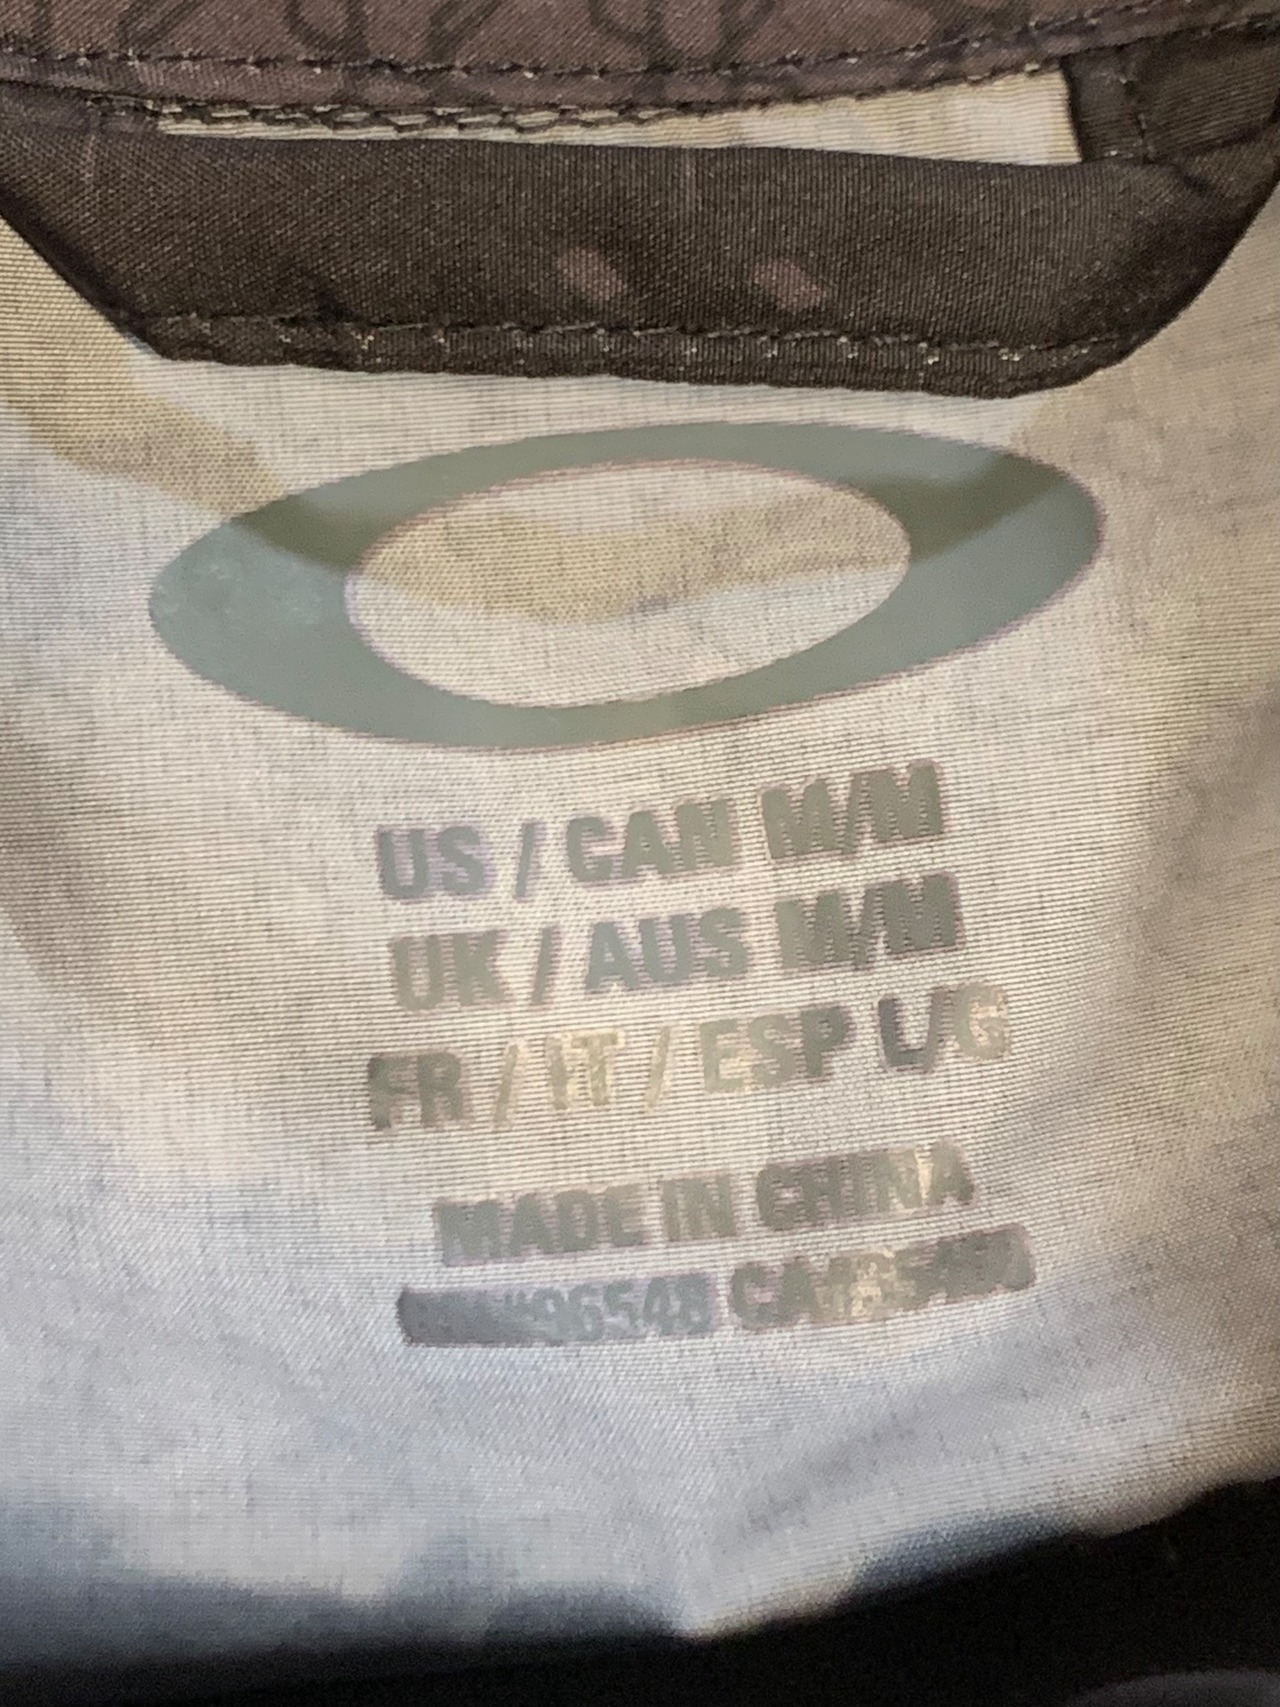 US / CAN M/M
UK / AUS M/M
FR / IT / ESP L/G
MADE IN CHINA